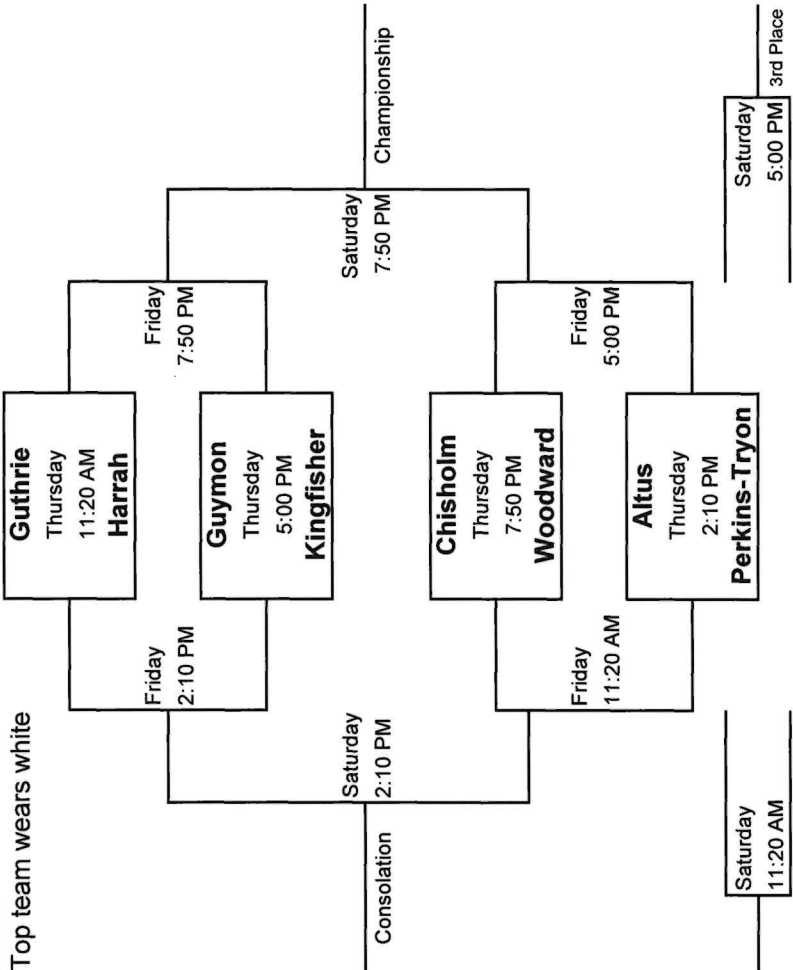 Top team wears white
Guthrie
Thursday
11:20 AM
Harrah
Guymon
Thursday
5:00 PM
Kingfisher
Chisholm
Thursday
7:50 PM
Woodward
Altus
Thursday
2:10 PM
Perkins-Tryon
Friday
2:10 PM
Friday
7:50 PM
Friday
11:20 AM
Friday
5:00 PM
Saturday
2:10 PM
Consolation
Saturday
7:50 PM
Championship
Saturday
11:20 AM
Saturday
5:00 PM
3rd Place